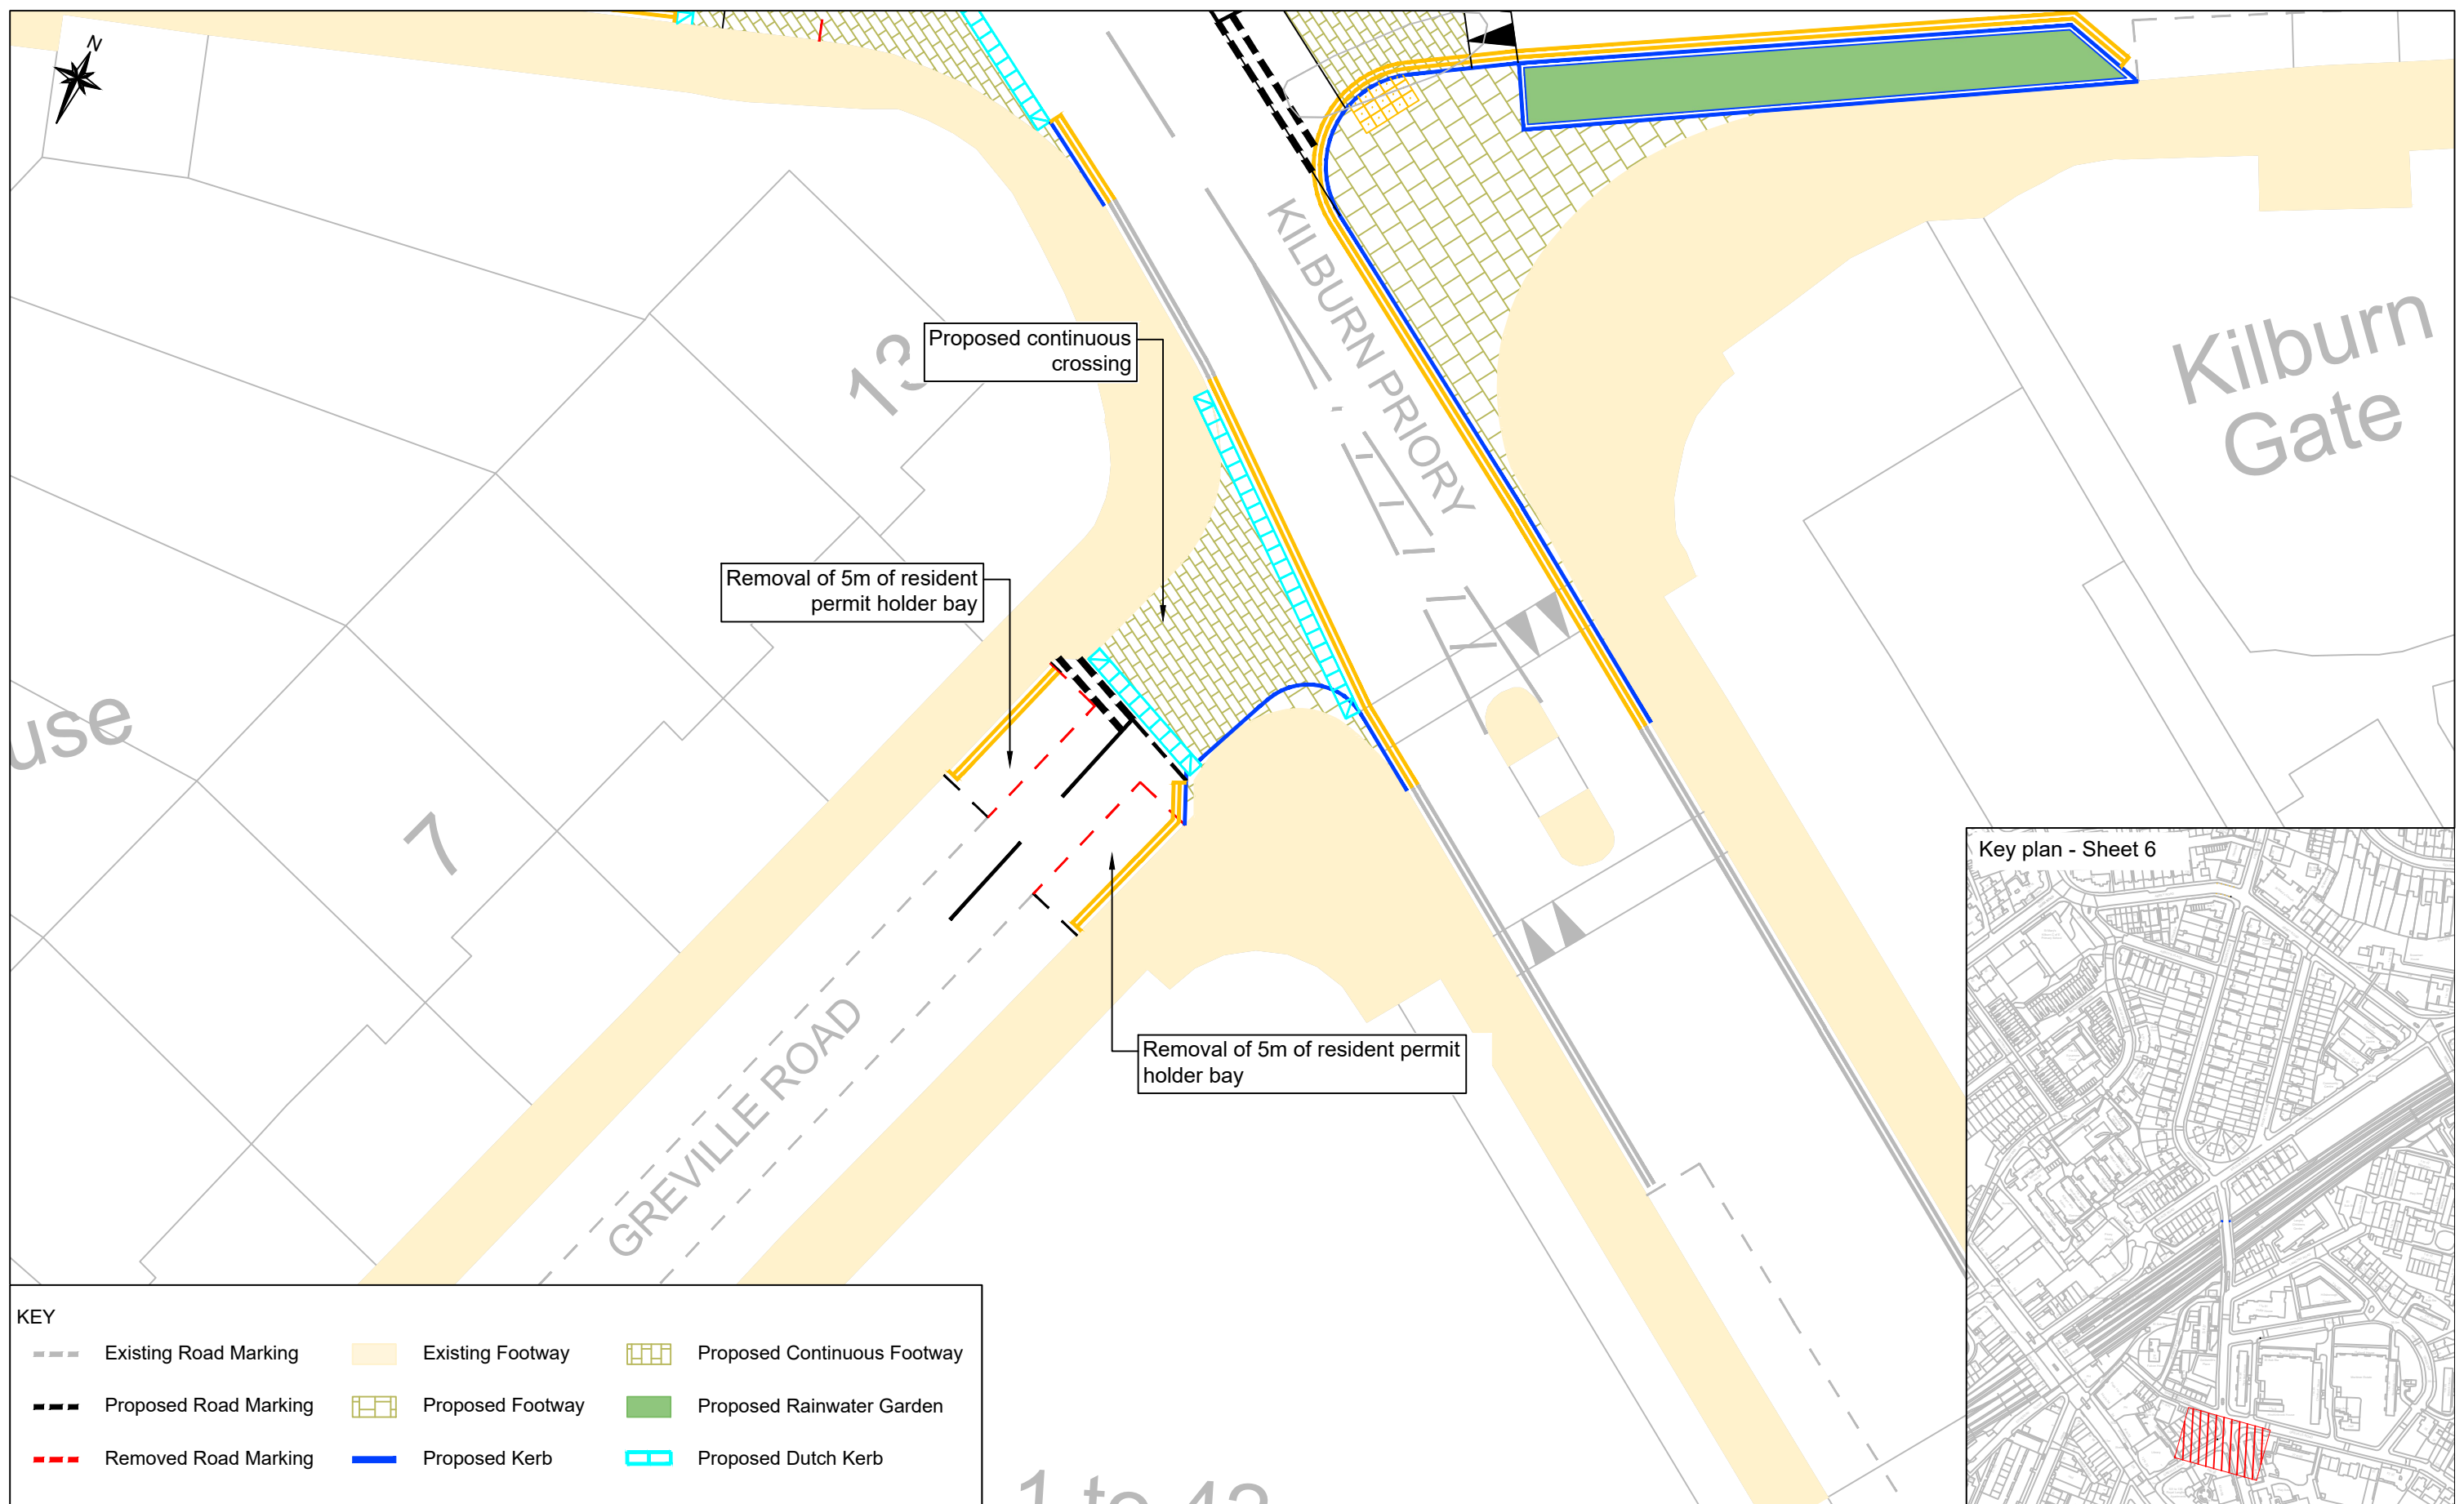 N
KILBURN PRIORY
Kilburn
Gate
13
Proposed continuous
crossing
Removal of 5m of resident
permit holder bay
use
7
GREVILLE ROAD
Removal of 5m of resident permit
holder bay
Key plan - Sheet 6
KEY
Existing Road Marking
Existing Footway
Proposed Continuous Footway
Proposed Road Marking
Proposed Footway
Proposed Rainwater Garden
Removed Road Marking
Proposed Kerb
Proposed Dutch Kerb
1 to 42